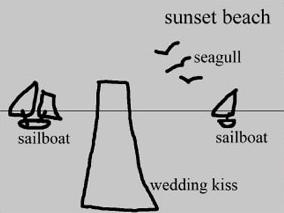 sunset beach
seagull
sailboat
sailboat
wedding kiss